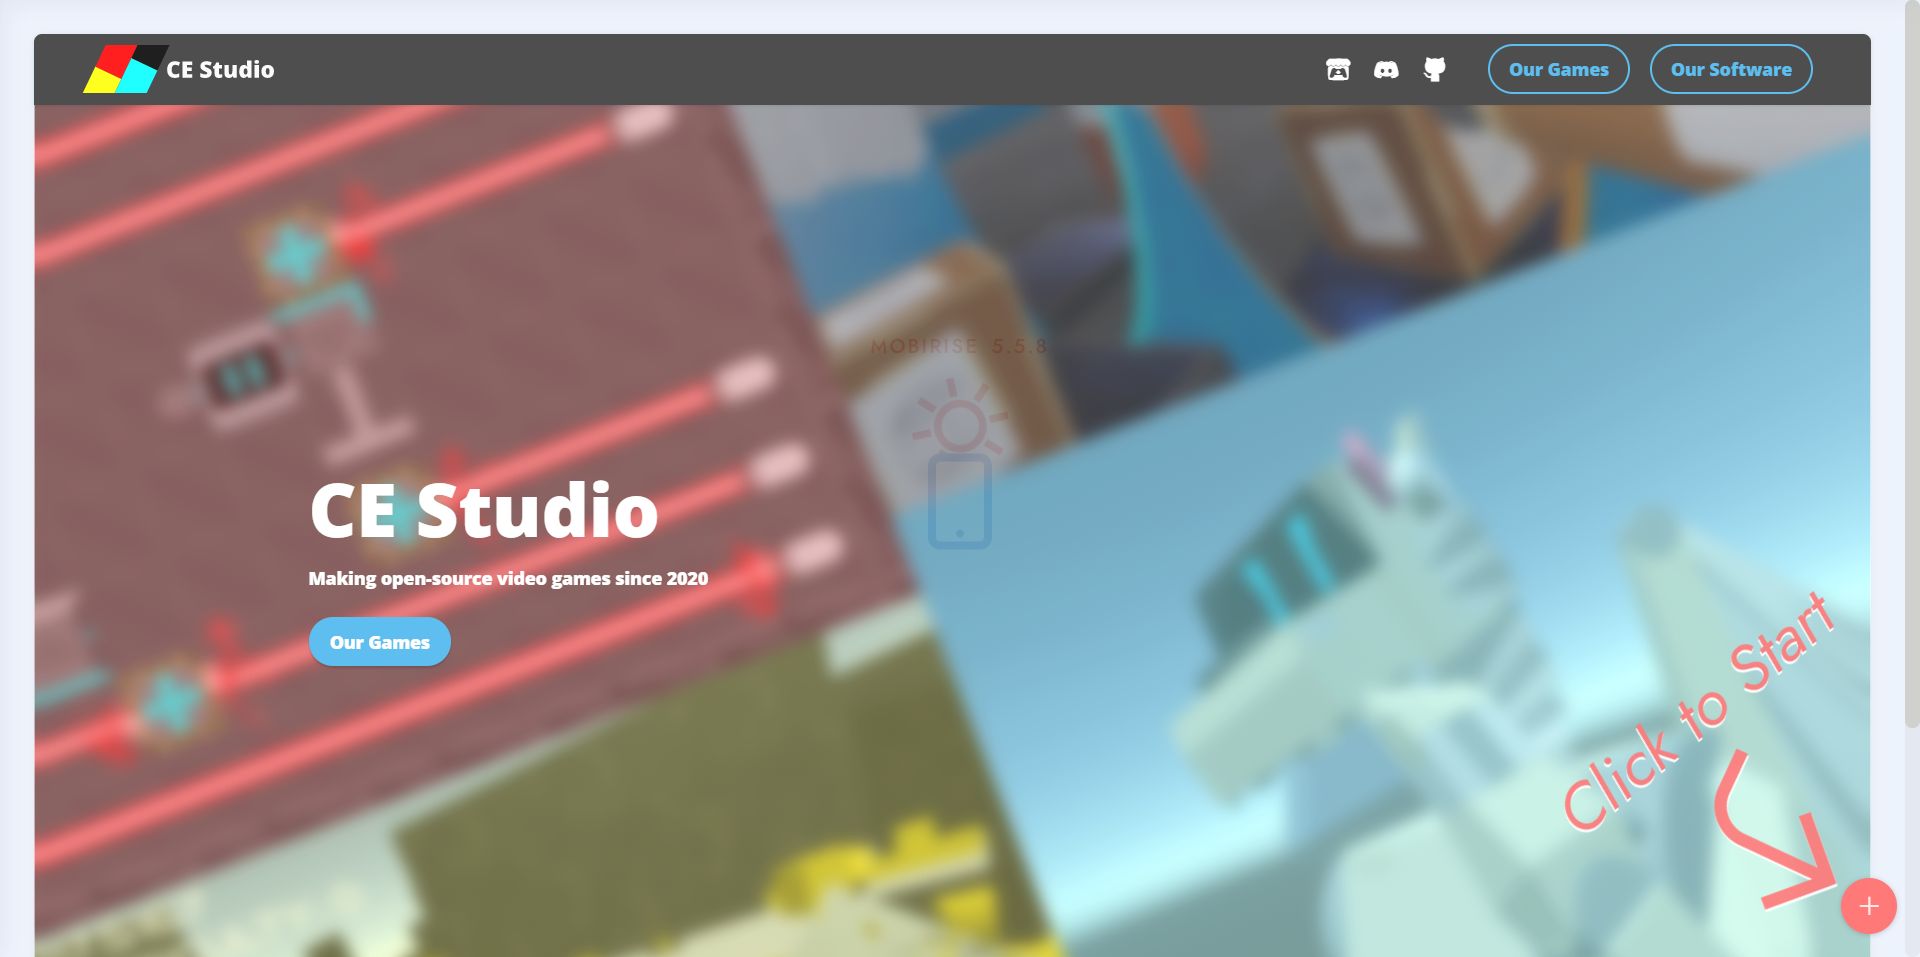 CE Studio
Our Games
Our Software
MOBIRISE 5.5.8
CE Studio
Making open-source video games since 2020
Our Games
Click to Start